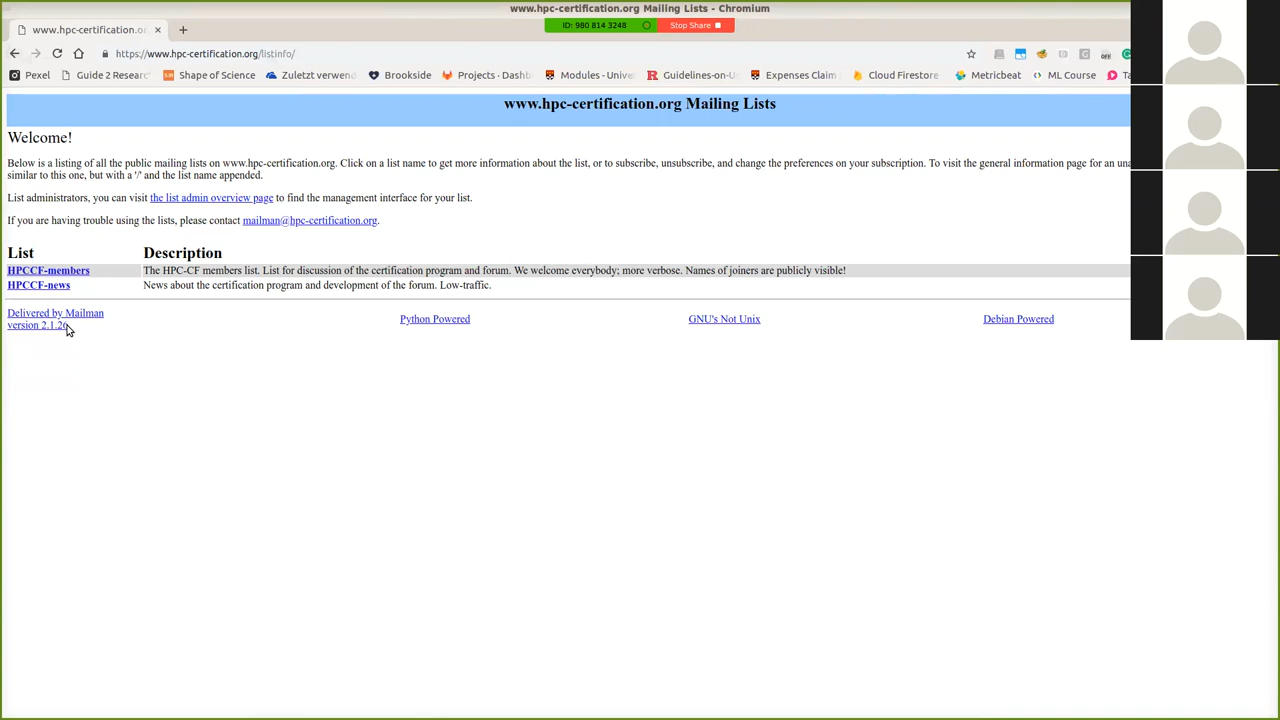 www.hpc-certification.org Mailing Lists - Chromium
ID: 980 814 3248 Stop Share
www.hpc-certification.org
https://www.hpc-certification.org/listinfo/
Pexel Guide 2 Resear Shape of Science Zuletzt verwen Brookside Projects · Dashb Modules - Unive Guidelines-on-U Expenses Claim Cloud Firestore Metricbeat ML Course
www.hpc-certification.org Mailing Lists
Welcome!
Below is a listing of all the public mailing lists on www.hpc-certification.org. Click on a list name to get more information about the list, or to subscribe, unsubscribe, and change the preferences on your subscription. To visit the general information page for an una
similar to this one, but with a '/' and the list name appended.
List administrators, you can visit the list admin overview page to find the management interface for your list.
If you are having trouble using the lists, please contact mailman@hpc-certification.org.
List Description
HPCCF-members The HPC-CF members list. List for discussion of the certification program and forum. We welcome everybody; more verbose. Names of joiners are publicly visible!
HPCCF-news News about the certification program and development of the forum. Low-traffic.
Delivered by Mailman
version 2.1.26 Python Powered GNU's Not Unix Debian Powered